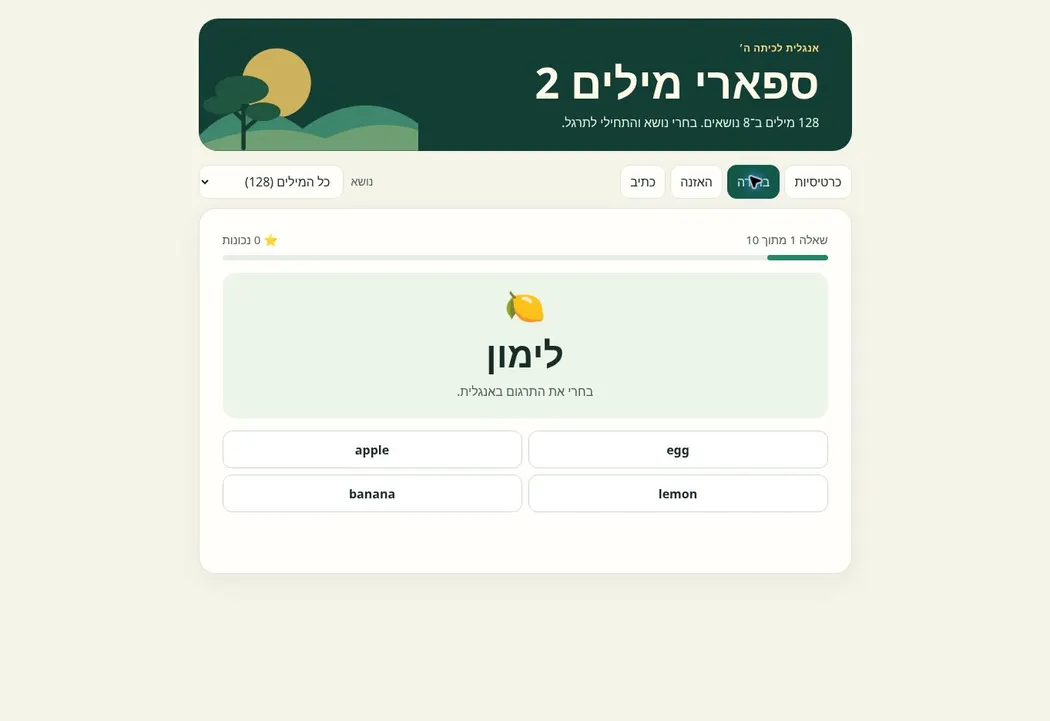 אנגלית לכיתה ה׳
ספארי מילים 2
128 מילים ב־8 נושאים. בחרי נושא והתחילי לתרגל.
כרטיסיות
האזנה
כתיב
נושא
כל המילים (128)
שאלה 1 מתוך 10
⭐ 0 נכונות
לימון
בחרי את התרגום באנגלית.
egg
apple
lemon
banana